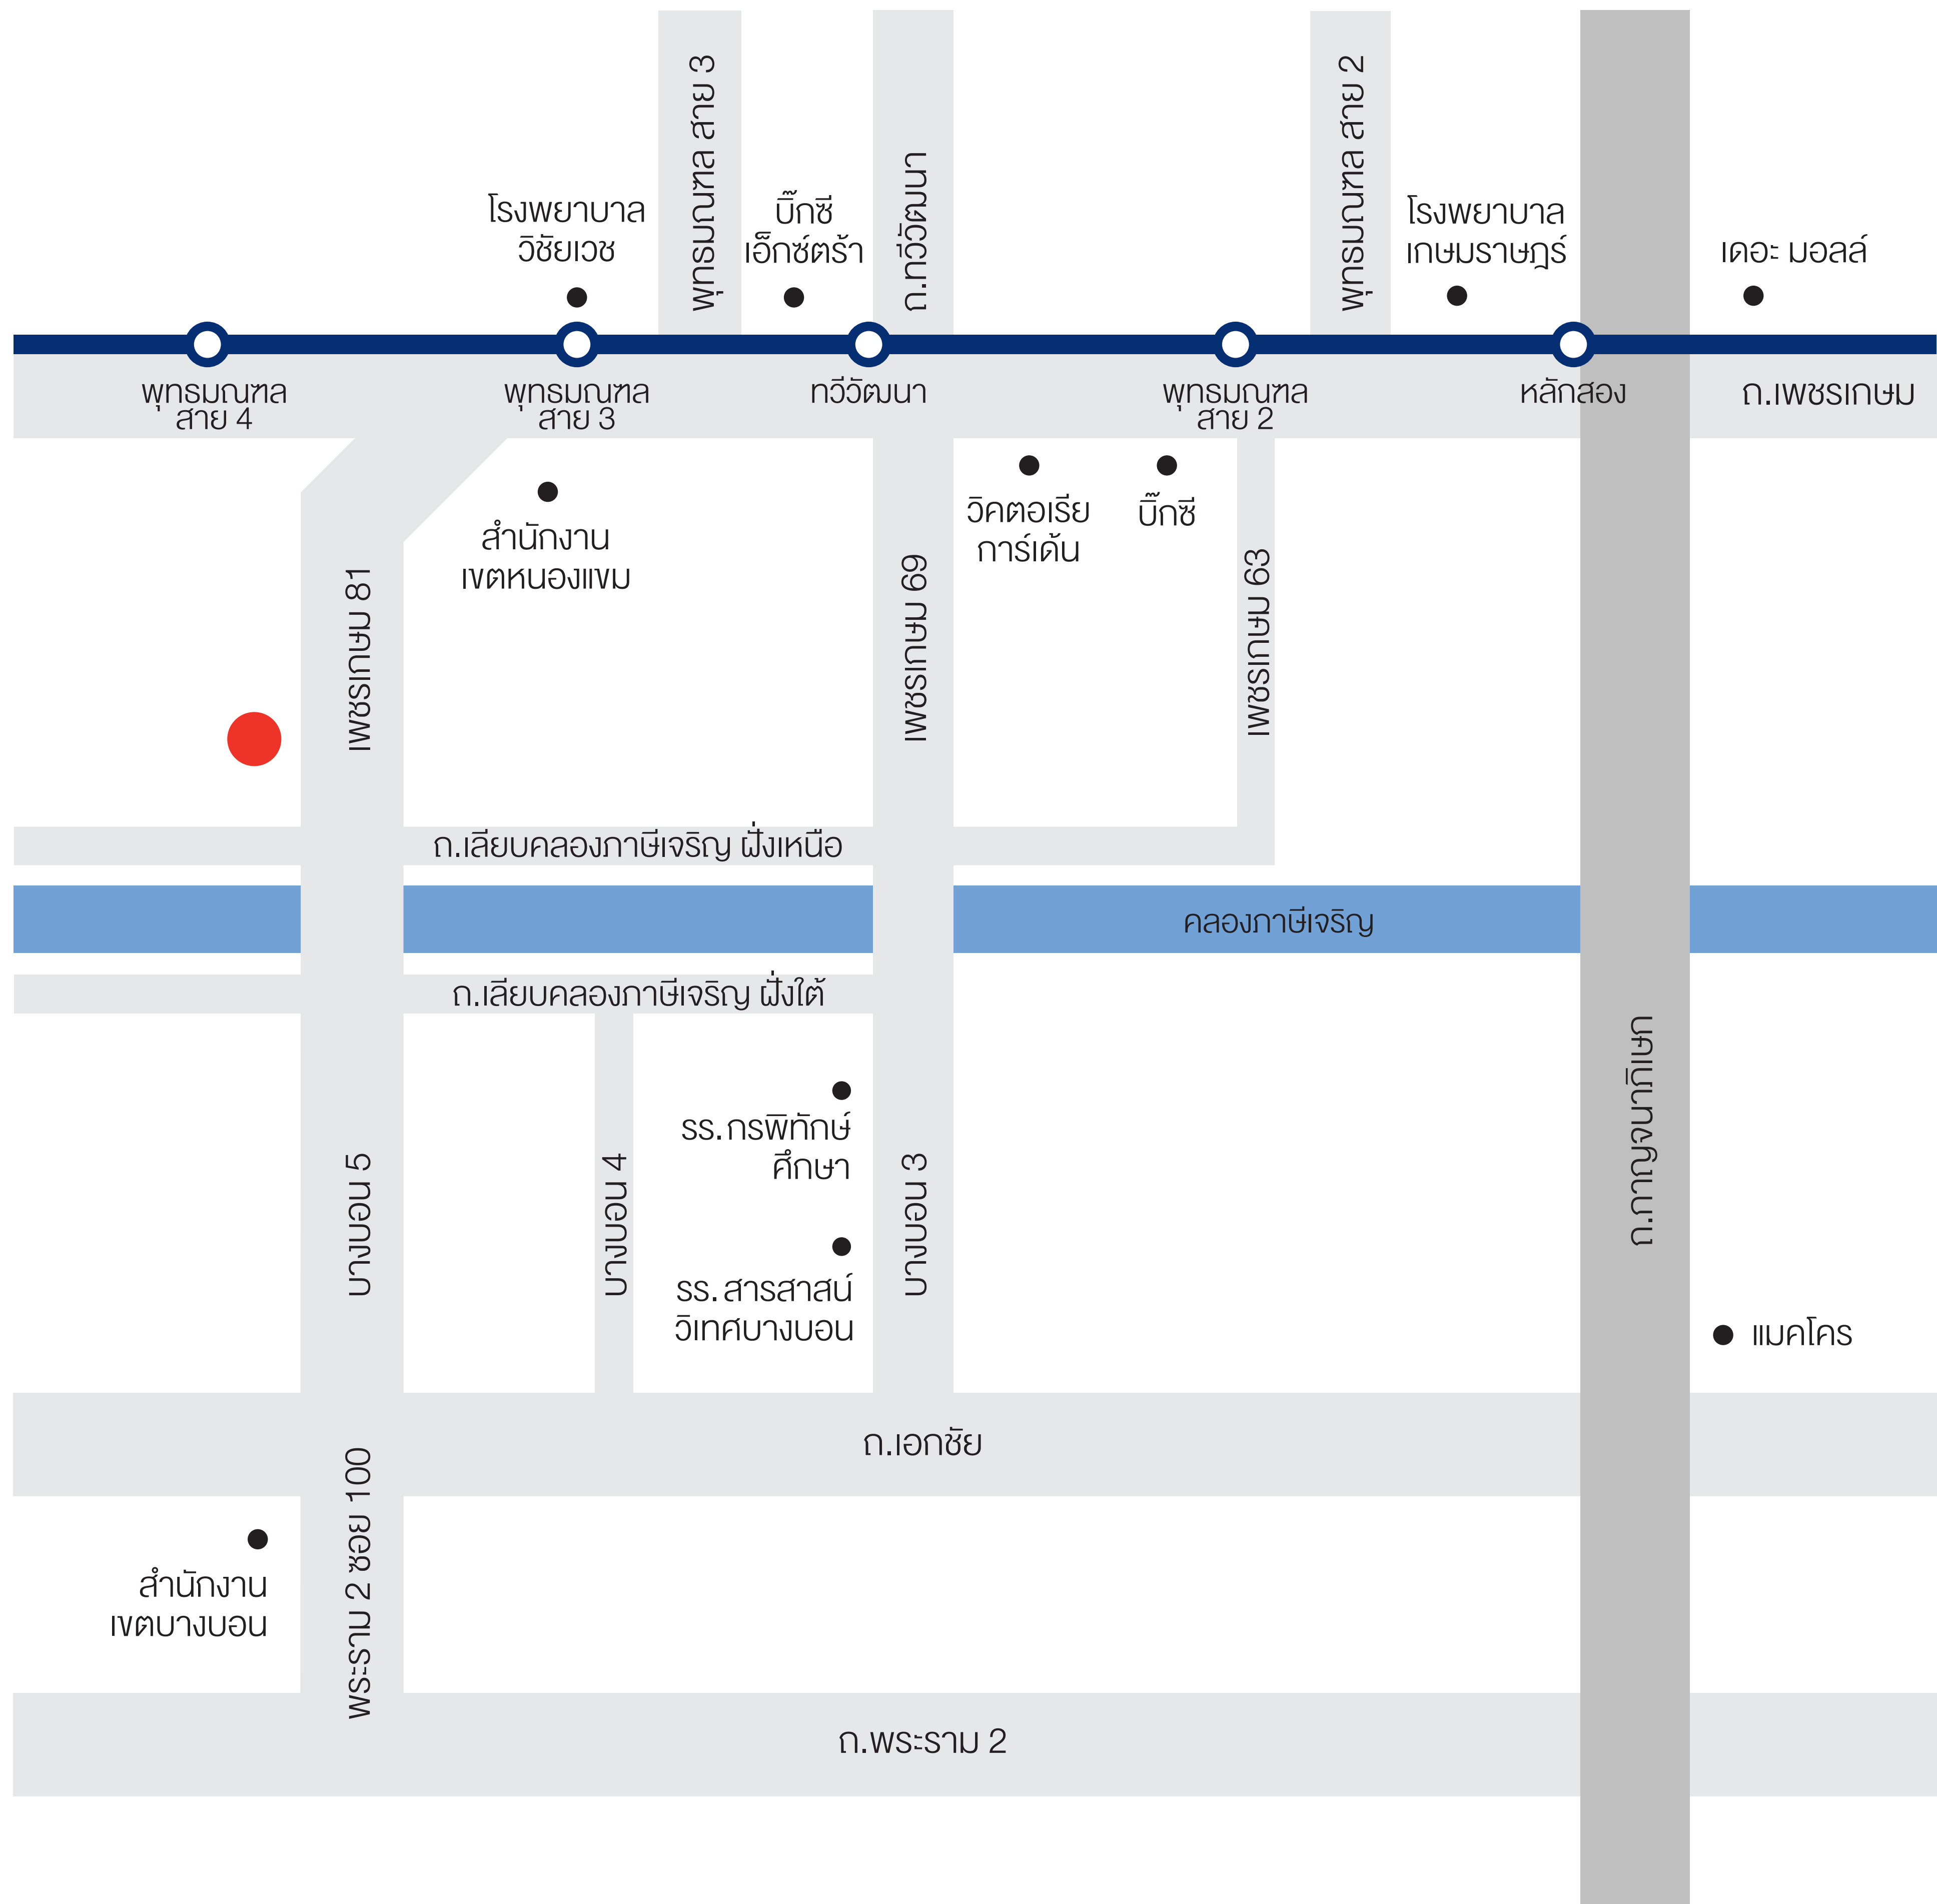 พุทธมณฑล สาย 3
ถ.ทวีวัฒนา
พุทธมณฑล สาย 2
โรงพยาบาล
วิชัยเวช
บิ๊กซี
เอ็กซ์ตร้า
โรงพยาบาล
เกษมราษฎร์
เดอะ มอลล์
พุทธมณฑล
สาย 4
พุทธมณฑล
สาย 3
ทวีวัฒนา
พุทธมณฑล
สาย 2
หลักสอง
ถ.เพชรเกษม
สำนักงาน
เขตหนองแขม
วิคตอเรีย
การ์เด้น
บิ๊กซี
เพชรเกษม 81
เพชรเกษม 69
เพชรเกษม 63
ถ.เลียบคลองภาษีเจริญ ฝั่งเหนือ
คลองภาษีเจริญ
ถ.เลียบคลองภาษีเจริญ ฝั่งใต้
ถ.กาญจนาภิเษก
รร.กรพิทักษ์
ศึกษา
บางบอน 5
บางบอน 4
บางบอน 3
รร.สารสาสน์
วิเทศบางบอน
แมคโคร
ถ.เอกชัย
พระราม 2 ซอย 100
สำนักงาน
เขตบางบอน
ถ.พระราม 2